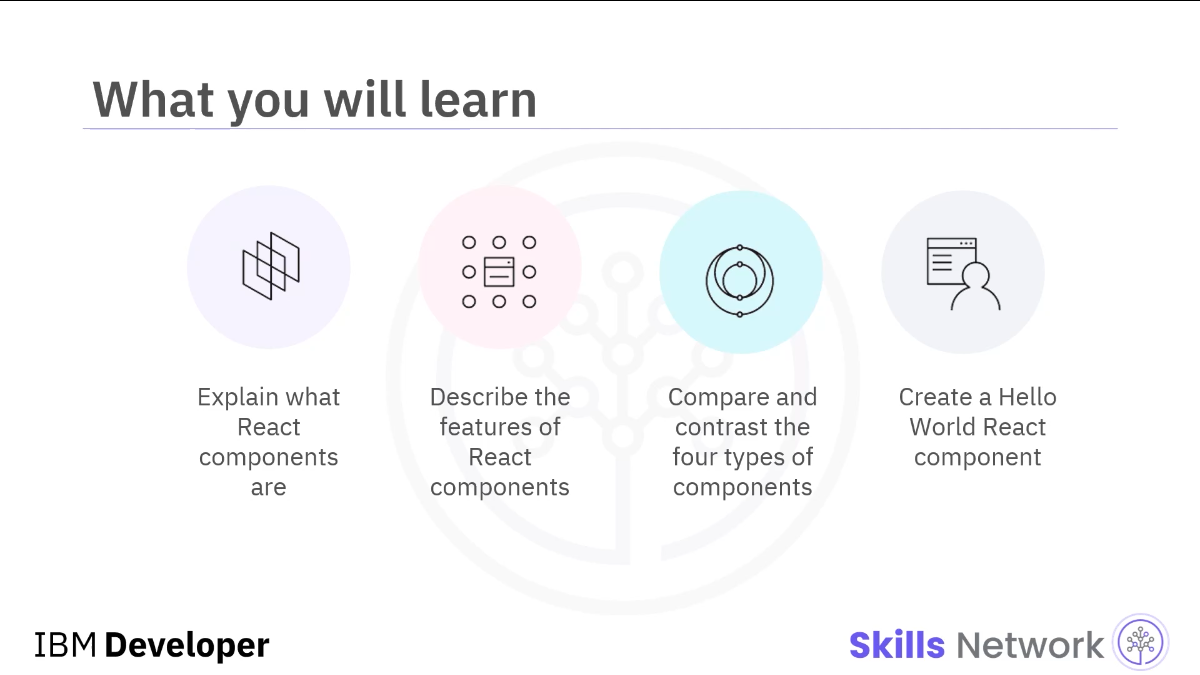 What you will learn
Explain what
React
components
are
Describe the
features of
React
components
Compare and
contrast the
four types of
components
Create a Hello
World React
component
IBM Developer
Skills Network